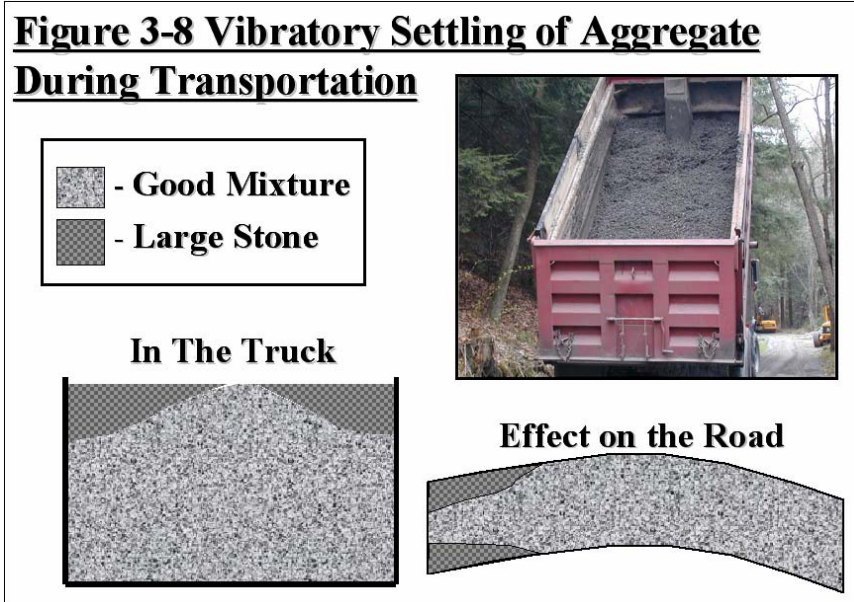 Figure 3-8 Vibratory Settling of Aggregate
During Transportation
- Good Mixture
- Large Stone
In The Truck
Effect on the Road